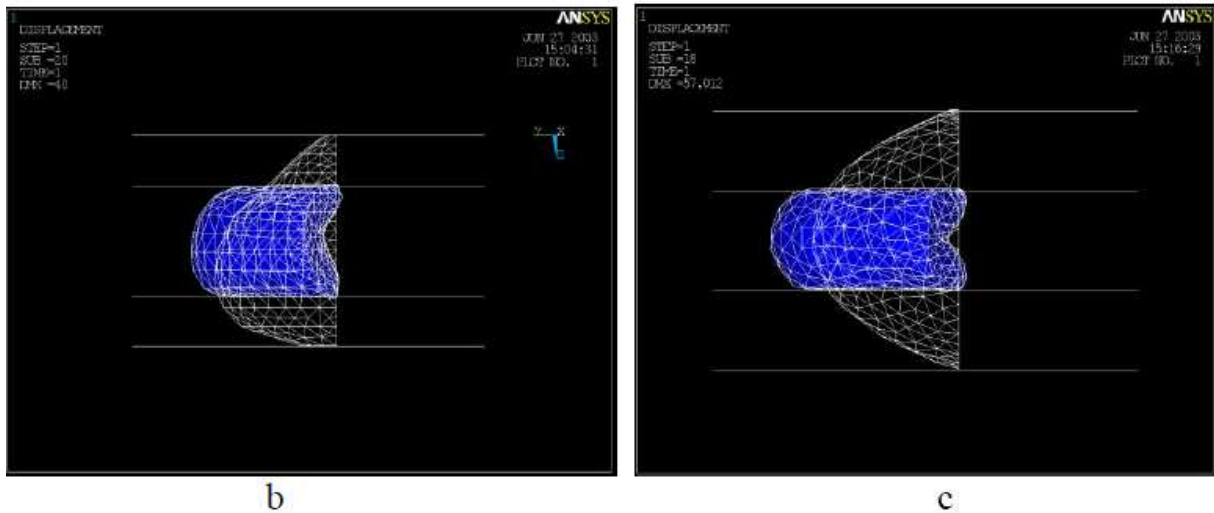 1
ANSYS
DISPLACEMENT
STEP=1
SUB =20
TIME=1
DMX =40
JUN 27 2003
15:04:31
PLOT NO. 1
Y X
Z
b
1
ANSYS
DISPLACEMENT
STEP=1
SUB =18
TIME=1
DMX =57.012
JUN 27 2003
15:16:29
PLOT NO. 1
c